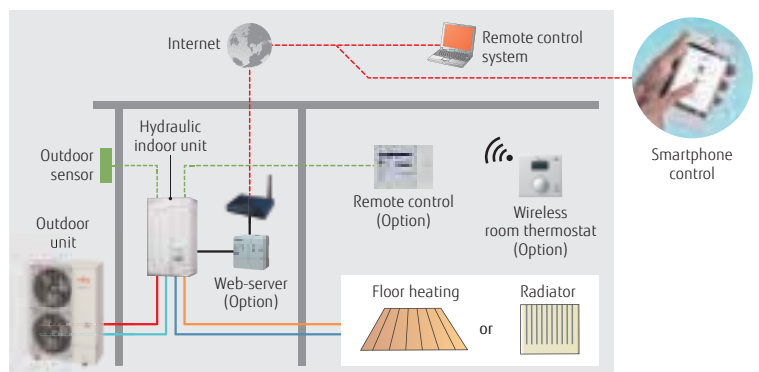 Internet
Remote control
system
Hydraulic
indoor unit
Outdoor
sensor
Smartphone
control
Remote control
(Option)
Wireless
room thermostat
(Option)
Outdoor
unit
Web-server
(Option)
Floor heating
or
Radiator